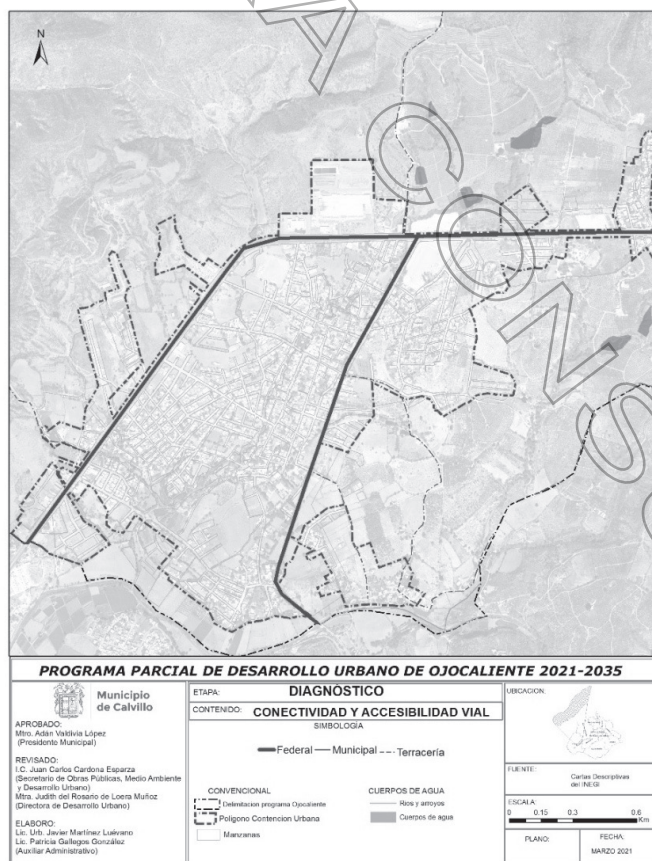 N
A CONS
PROGRAMA PARCIAL DE DESARROLLO URBANO DE OJOCALIENTE 2021-2035
Municipio
de Calvillo
APROBADO:
Mtro. Adán Valdivia López
(Presidente Municipal)
REVISADO:
I.C. Juan Carlos Cardona Esparza
(Secretario de Obras Públicas, Medio Ambiente
y Desarrollo Urbano)
Mtra. Judith del Rosario de Loera Muñoz
(Directora de Desarrollo Urbano)
ELABORO:
Lic. Urb. Javier Martínez Luévano
Lic. Patricia Gallegos González
(Auxiliar Administrativo)
ETAPA: DIAGNÓSTICO
CONTENIDO: CONECTIVIDAD Y ACCESIBILIDAD VIAL
SIMBOLOGÍA
Federal Municipal Terracería
CONVENCIONAL
Delimitacion programa Ojocaliente
Poligono Contencion Urbana
Manzanas
CUERPOS DE AGUA
Rios y arroyos
Cuerpos de agua
UBICACION:
FUENTE:
Cartas Descriptivas
del INEGI
ESCALA:
0 0.15 0.3 0.6
Km
PLANO:
FECHA:
MARZO 2021